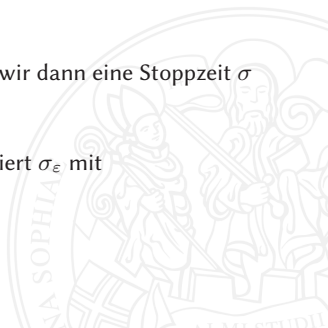 wir dann eine Stoppzeit σ
iert σ_ε mit